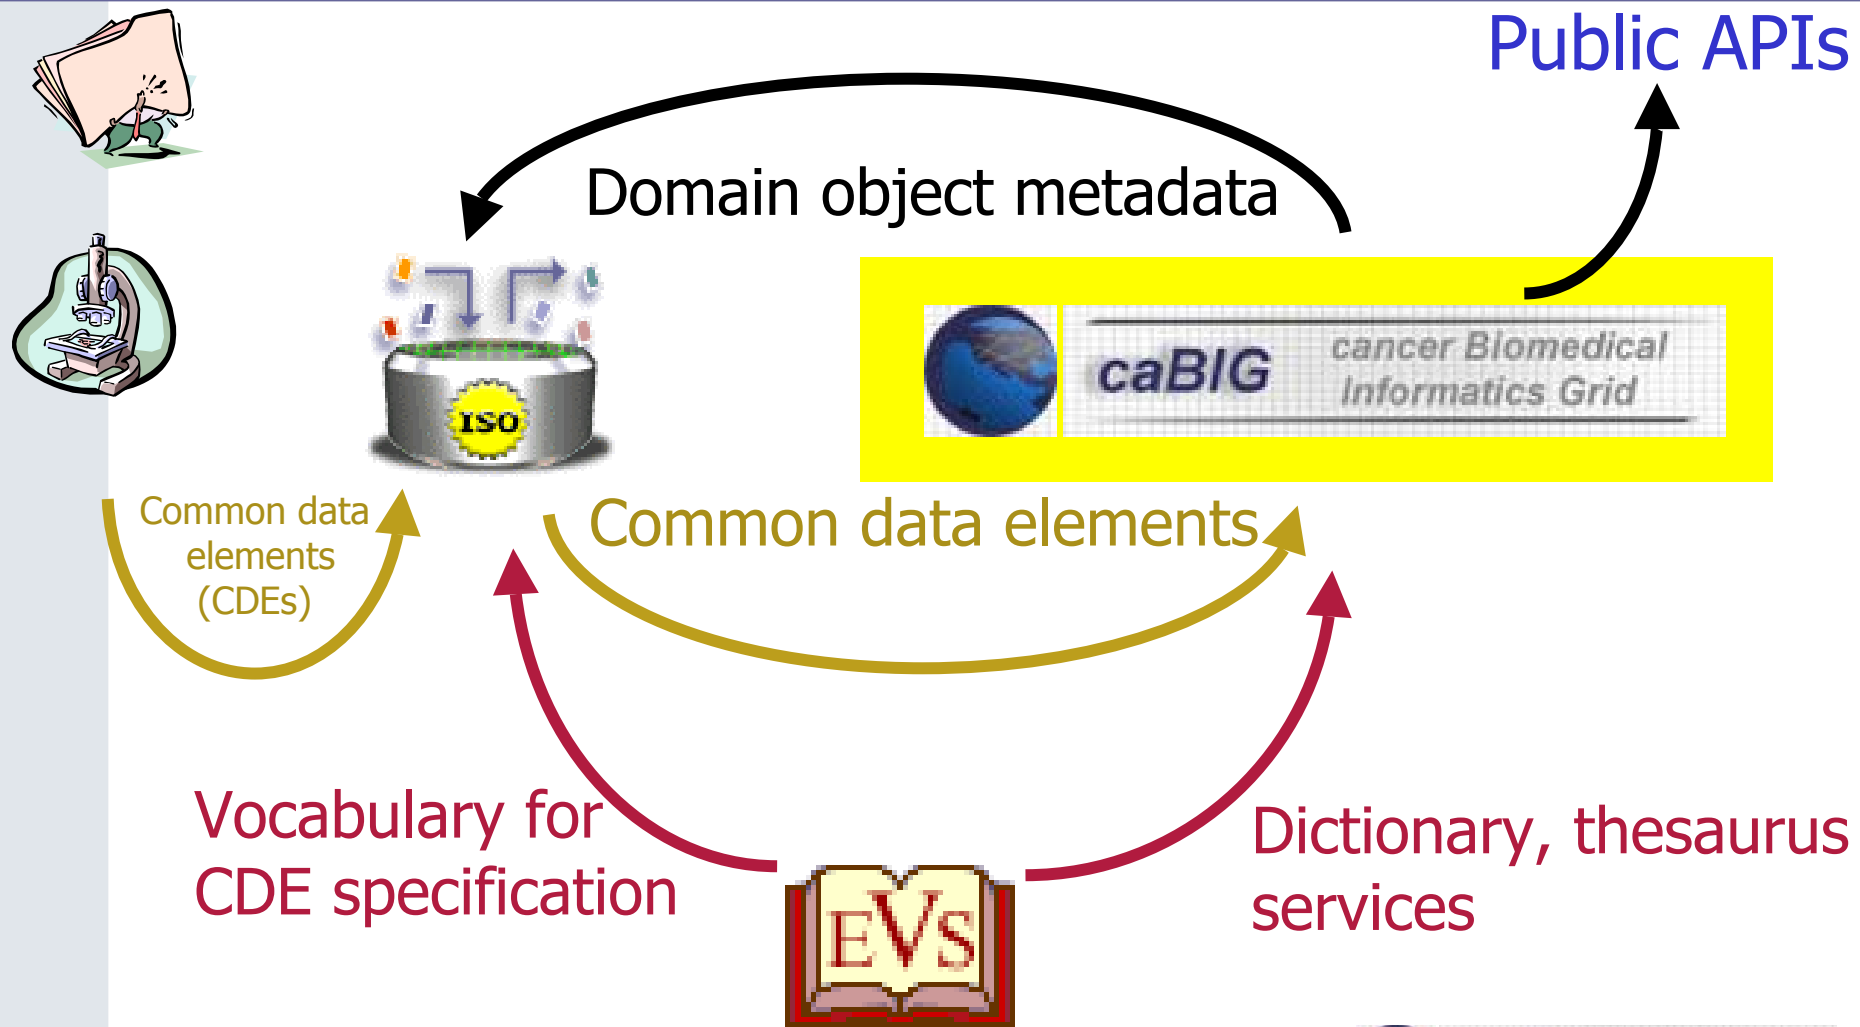 Public APIs
Domain object metadata
caBIG
cancer Biomedical
Informatics Grid
ISO
Common data
elements
(CDEs)
Common data elements
Vocabulary for
CDE specification
Dictionary, thesaurus
services
EVS